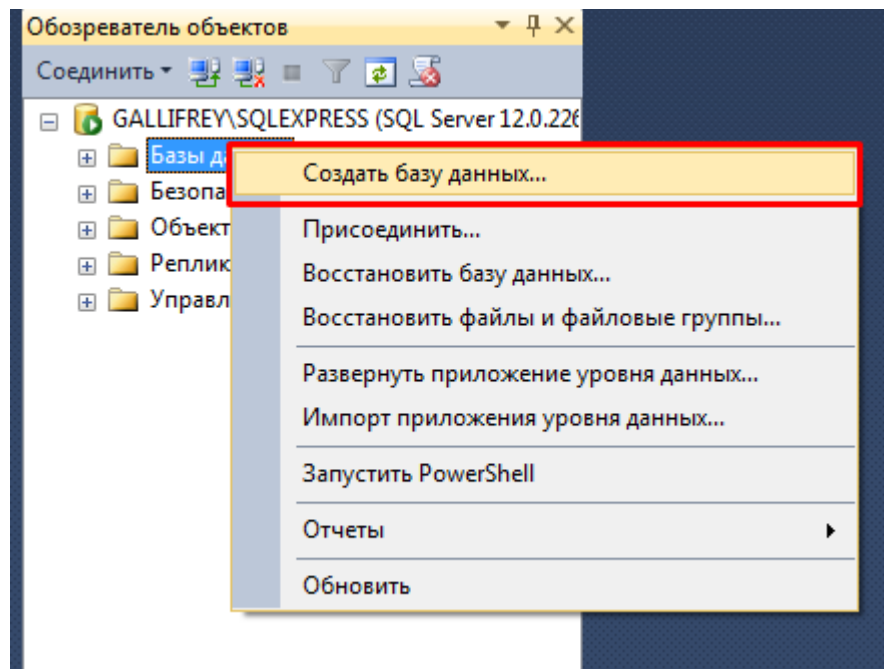 Обозреватель объектов
Соединить
GALLIFREY\SQLEXPRESS (SQL Server 12.0.226
Базы д
Создать базу данных...
Безопа
Объект
Присоединить...
Реплик
Восстановить базу данных...
Управл
Восстановить файлы и файловые группы...
Развернуть приложение уровня данных...
Импорт приложения уровня данных...
Запустить PowerShell
Отчеты
Обновить